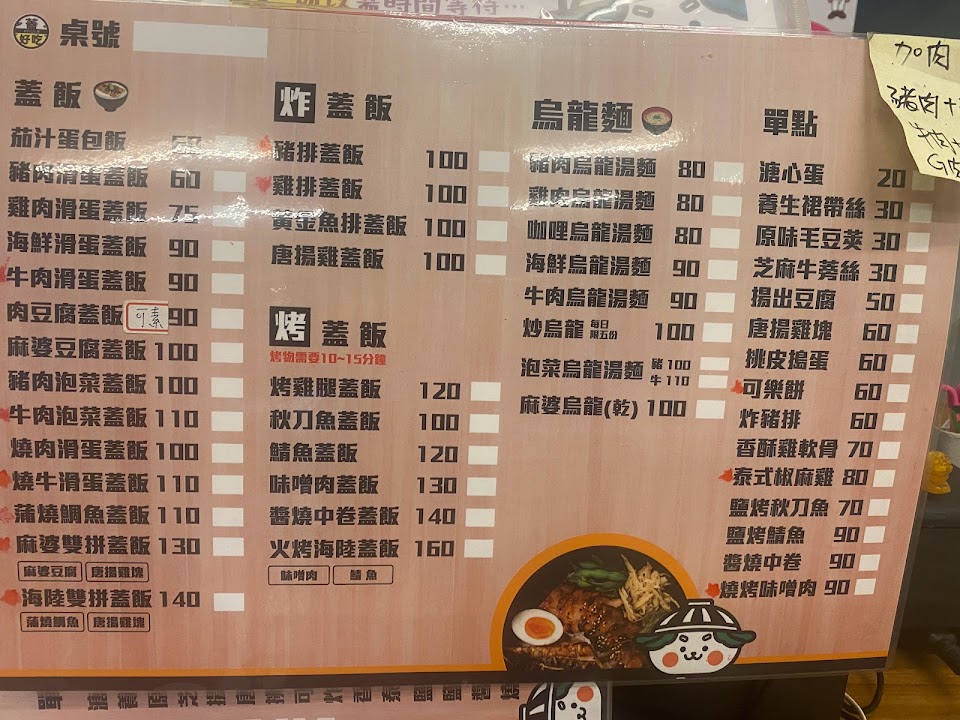 好吃
桌號
蓋飯
茄汁蛋包飯
豬肉滑蛋蓋飯 60
雞肉滑蛋蓋飯 75
海鮮滑蛋蓋飯 90
牛肉滑蛋蓋飯 90
肉豆腐蓋飯 可素 90
麻婆豆腐蓋飯 100
豬肉泡菜蓋飯 100
牛肉泡菜蓋飯 110
燒肉滑蛋蓋飯 100
燒牛滑蛋蓋飯 110
蒲燒鯛魚蓋飯 110
麻婆雙拼蓋飯 130
麻婆豆腐 唐揚雞塊
海陸雙拼蓋飯 140
蒲燒鯛魚 唐揚雞塊
炸 蓋飯
豬排蓋飯 100
雞排蓋飯 100
黃金魚排蓋飯 100
唐揚雞蓋飯 100
烤 蓋飯
烤物需要10~15分鐘
烤雞腿蓋飯 120
秋刀魚蓋飯 100
鯖魚蓋飯 120
味噌肉蓋飯 130
醬燒中卷蓋飯 140
火烤海陸蓋飯 160
味噌肉 鯖魚
烏龍麵
豬肉烏龍湯麵 80
雞肉烏龍湯麵 80
咖哩烏龍湯麵 80
海鮮烏龍湯麵 90
牛肉烏龍湯麵 90
炒烏龍 每日限五份 100
泡菜烏龍湯麵 豬 100
牛 110
麻婆烏龍(乾) 100
單點
溏心蛋 20
養生裙帶絲 30
原味毛豆莢 30
芝麻牛蒡絲 30
揚出豆腐 50
唐揚雞塊 60
挑皮搗蛋 60
可樂餅 60
炸豬排 60
香酥雞軟骨 70
泰式椒麻雞 80
鹽烤秋刀魚 70
鹽烤鯖魚 90
醬燒中卷 90
燒烤味噌肉 90
加肉
豬肉+